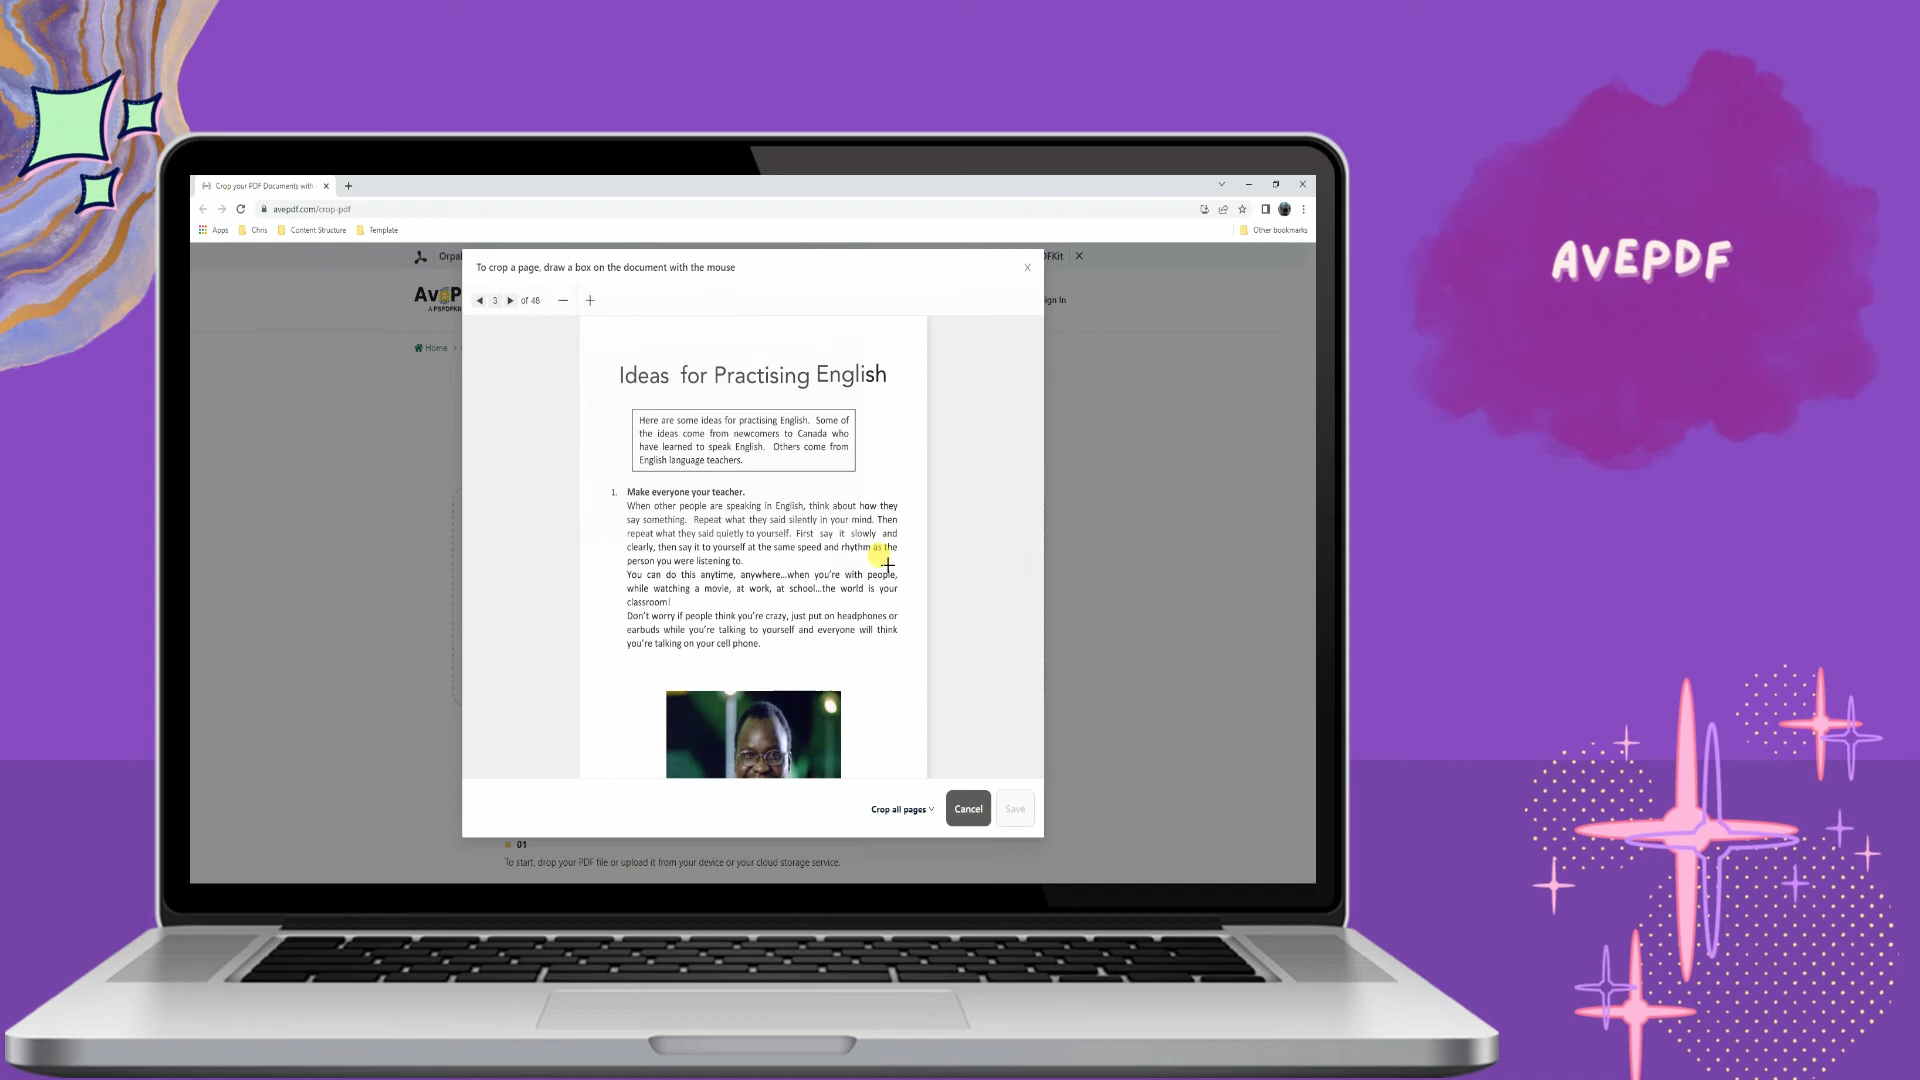 Crop your PDF Documents with
avepdf.com/crop-pdf
Apps Chris Content Structure Template Other bookmarks
To crop a page, draw a box on the document with the mouse
3 of 46
Sign In
Home >
Ideas for Practising English
Here are some ideas for practising English. Some of
the ideas come from newcomers to Canada who
have learned to speak English. Others come from
English language teachers.
1. Make everyone your teacher.
When other people are speaking in English, think about how they
say something. Repeat what they said silently in your mind. Then
repeat what they said quietly to yourself. First say it slowly and
clearly, then say it to yourself at the same speed and rhythm as the
person you were listening to.
You can do this anytime, anywhere...when you're with people,
while watching a movie, at work, at school...the world is your
classroom!
Don't worry if people think you're crazy, just put on headphones or
earbuds while you're talking to yourself and everyone will think
you're talking on your cell phone.
Crop all pages Cancel Save
01
To start, drop your PDF file or upload it from your device or your cloud storage service.
AVEPDF